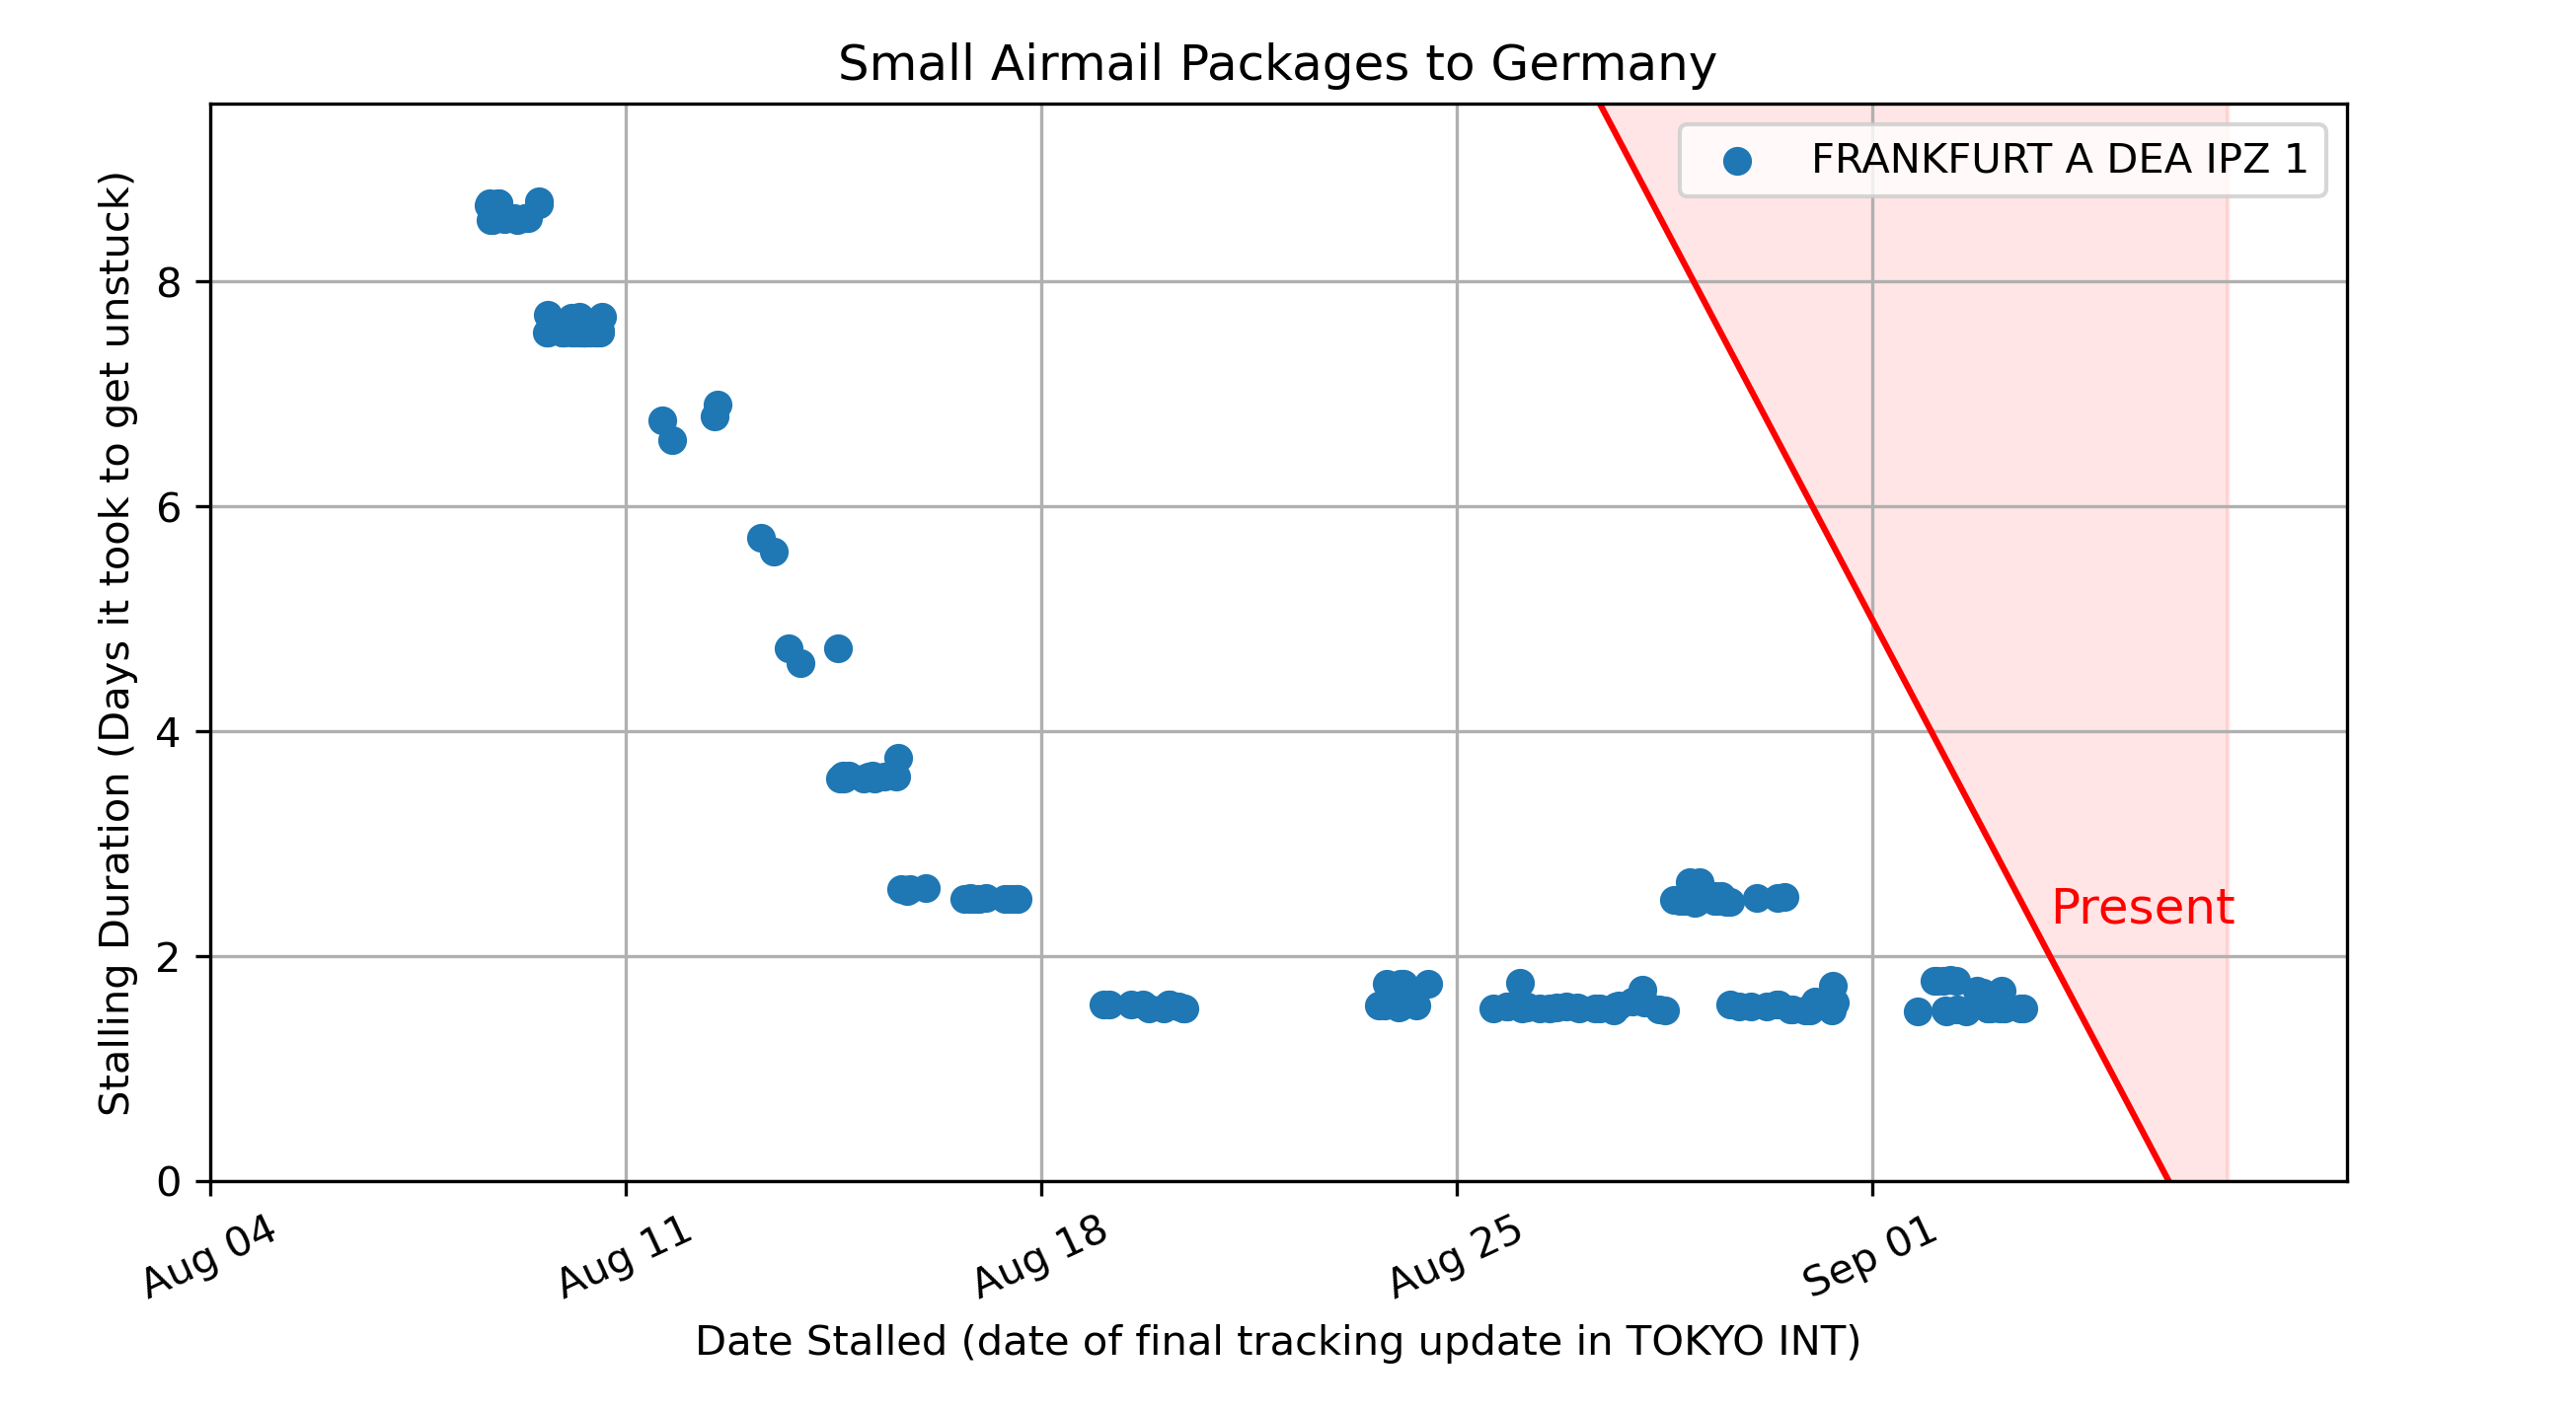 Small Airmail Packages to Germany
FRANKFURT A DEA IPZ 1
Stalling Duration (Days it took to get unstuck)
8
6
4
2
0
Present
Aug 04
Aug 11
Aug 18
Aug 25
Sep 01
Date Stalled (date of final tracking update in TOKYO INT)